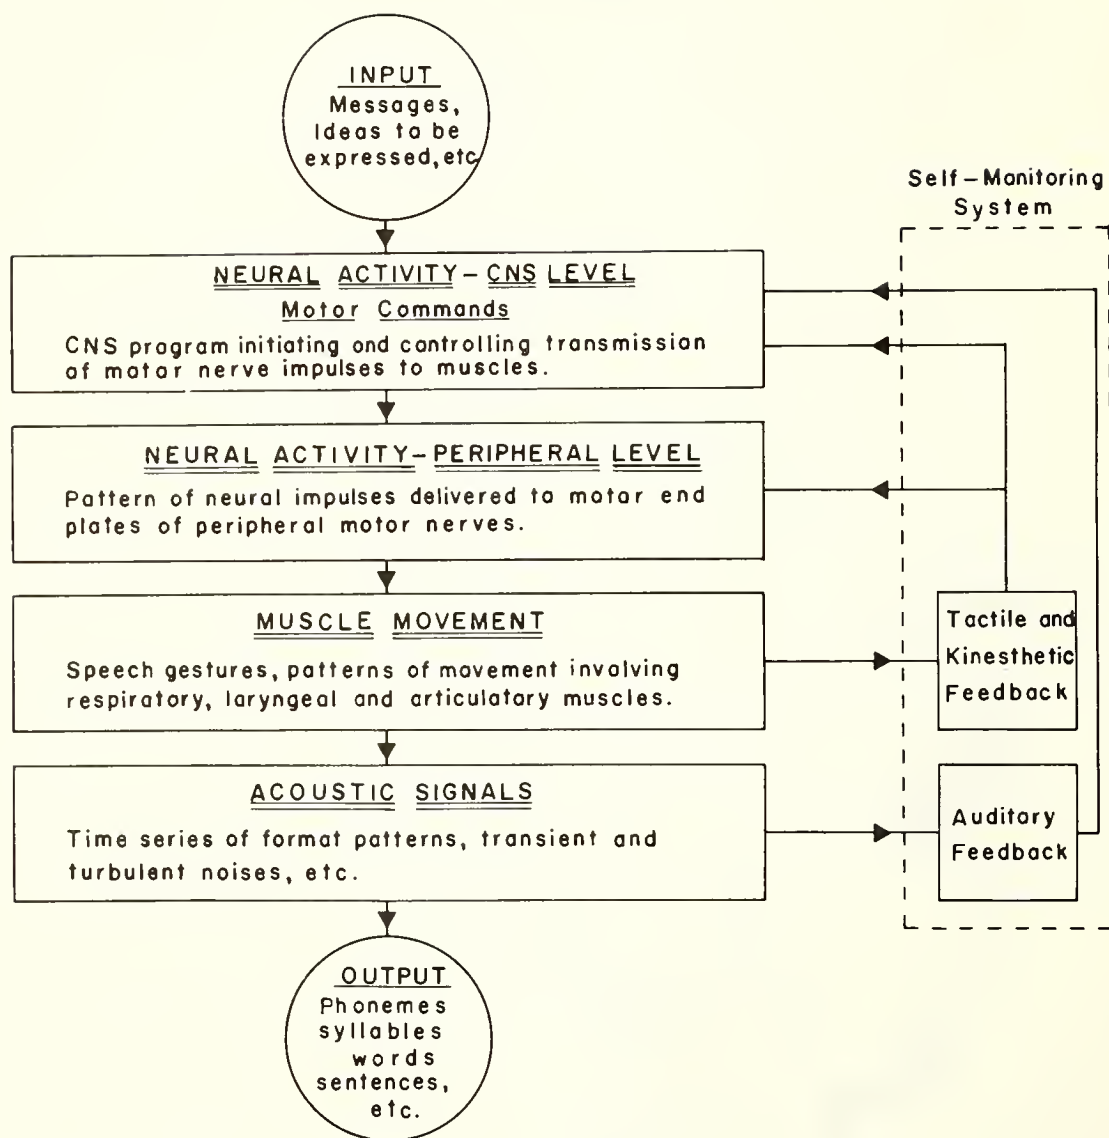 INPUT
Messages,
Ideas to be
expressed, etc
Self-Monitoring
System
NEURAL ACTIVITY-CNS LEVEL
Motor Commands
CNS program initiating and controlling transmission
of motor nerve impulses to muscles.
NEURAL ACTIVITY-PERIPHERAL LEVEL
Pattern of neural impulses delivered to motor end
plates of peripheral motor nerves.
MUSCLE MOVEMENT
Speech gestures, patterns of movement involving
respiratory, laryngeal and articulatory muscles.
Tactile and
Kinesthetic
Feedback
ACOUSTIC SIGNALS
Time series of format patterns, transient and
turbulent noises, etc.
Auditory
Feedback
OUTPUT
Phonemes
syllables
words
sentences,
etc.